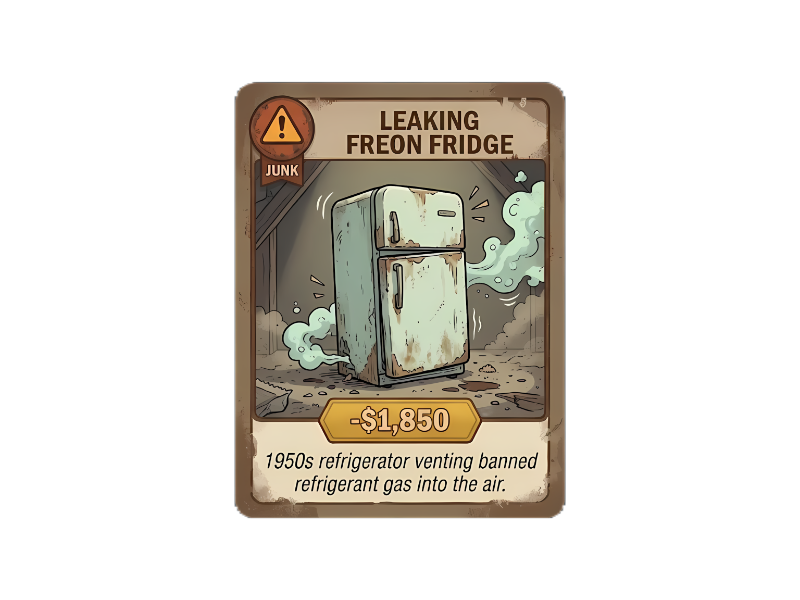 LEAKING
FREON FRIDGE
JUNK
-$1,850
1950s refrigerator venting banned
refrigerant gas into the air.